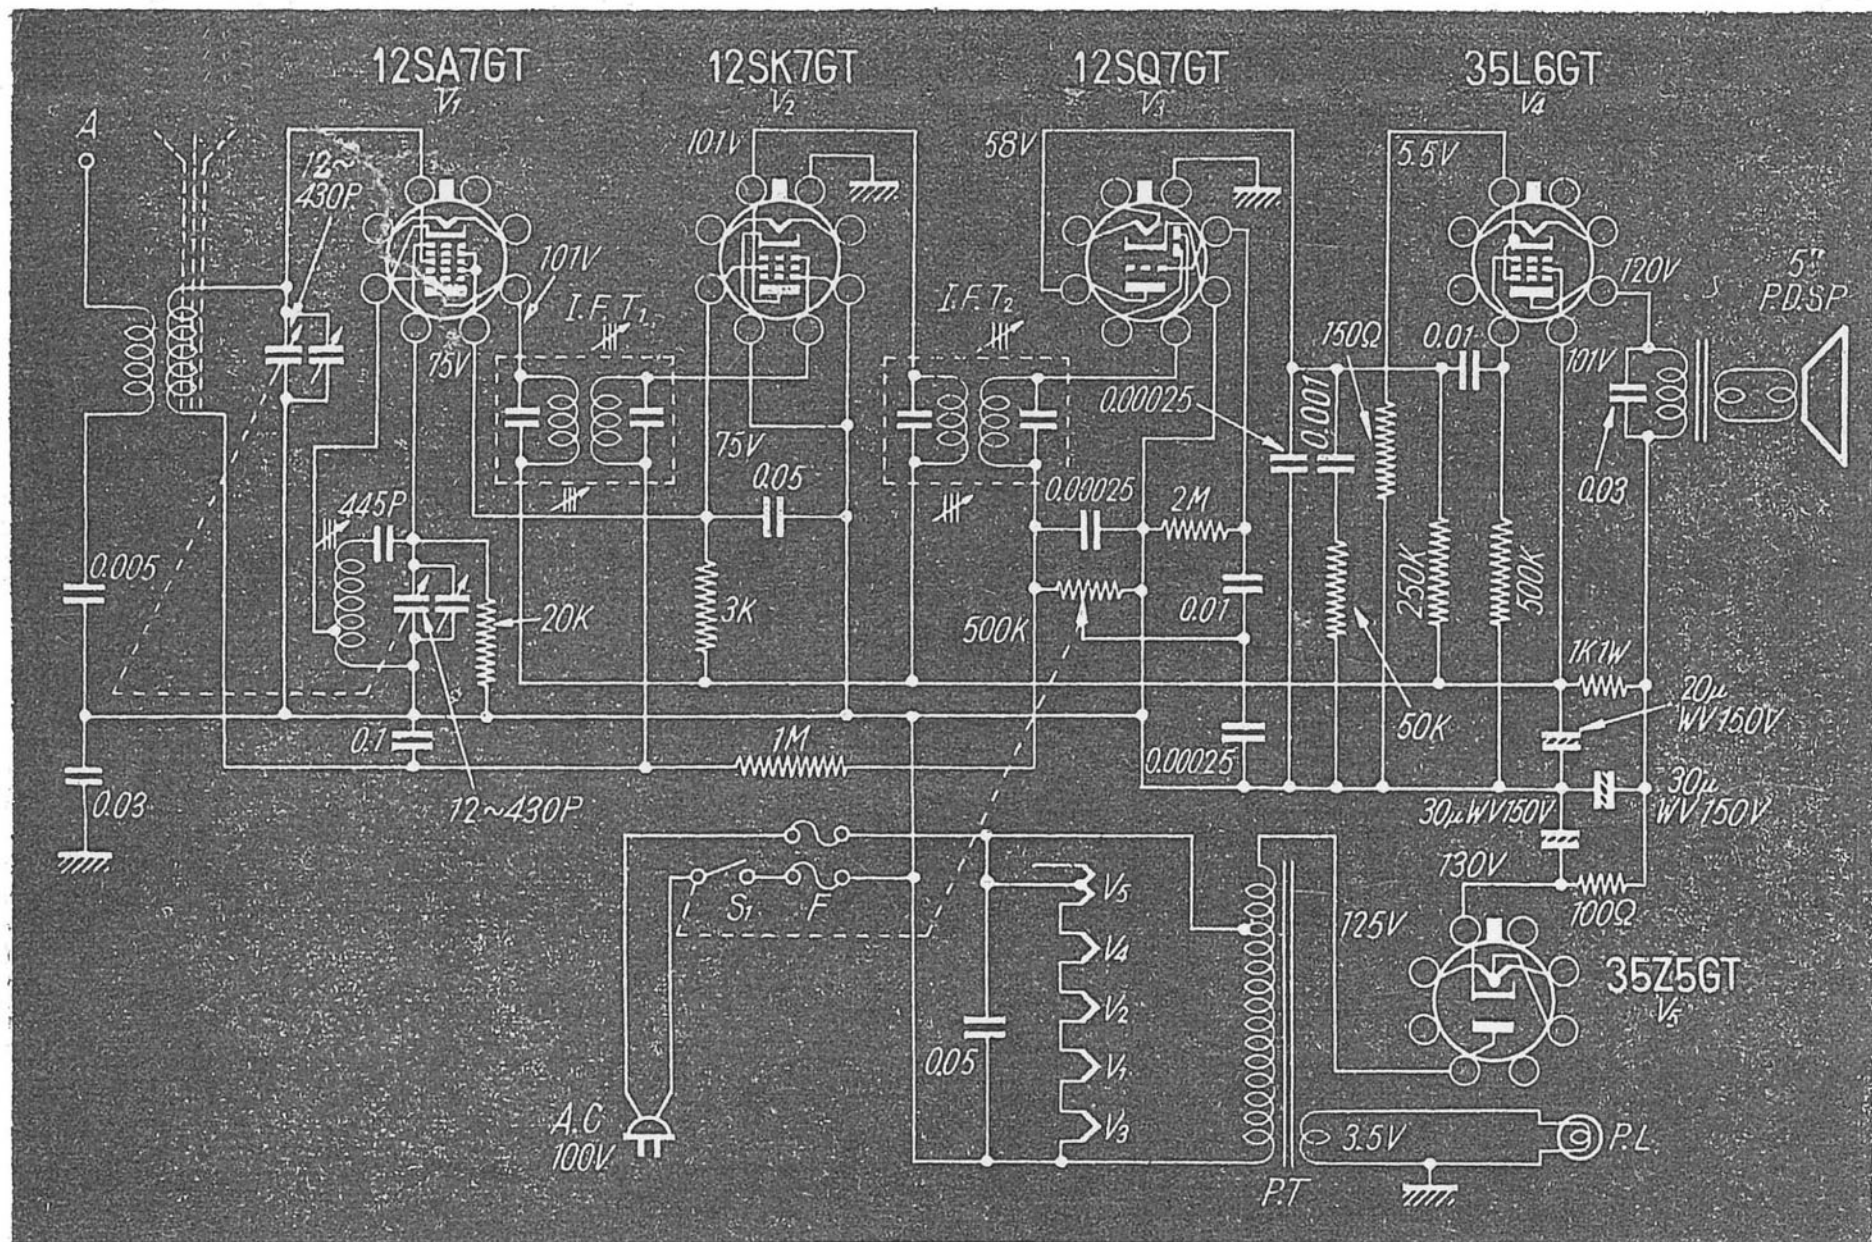 12SA7GT
V1
12SK7GT
V2
12SQ7GT
V3
35L6GT
V4
A
12~
430P
101V
58V
5.5V
101V
I.F.T1
75V
I.F.T2
120V
5"
P.D.SP
150Ω
0.01
101V
0.00025
0.001
75V
0.05
0.00025
2M
0.03
445P
0.005
20K
3K
500K
0.01
250K
500K
1K1W
20μ
WV150V
50K
0.1
1M
0.00025
0.03
12~430P
30μWV150V
30μ
WV150V
130V
100Ω
S1
F
V5
125V
V4
35Z5GT
V5
V2
0.05
V1
A.C
100V
V3
3.5V
P.L.
P.T